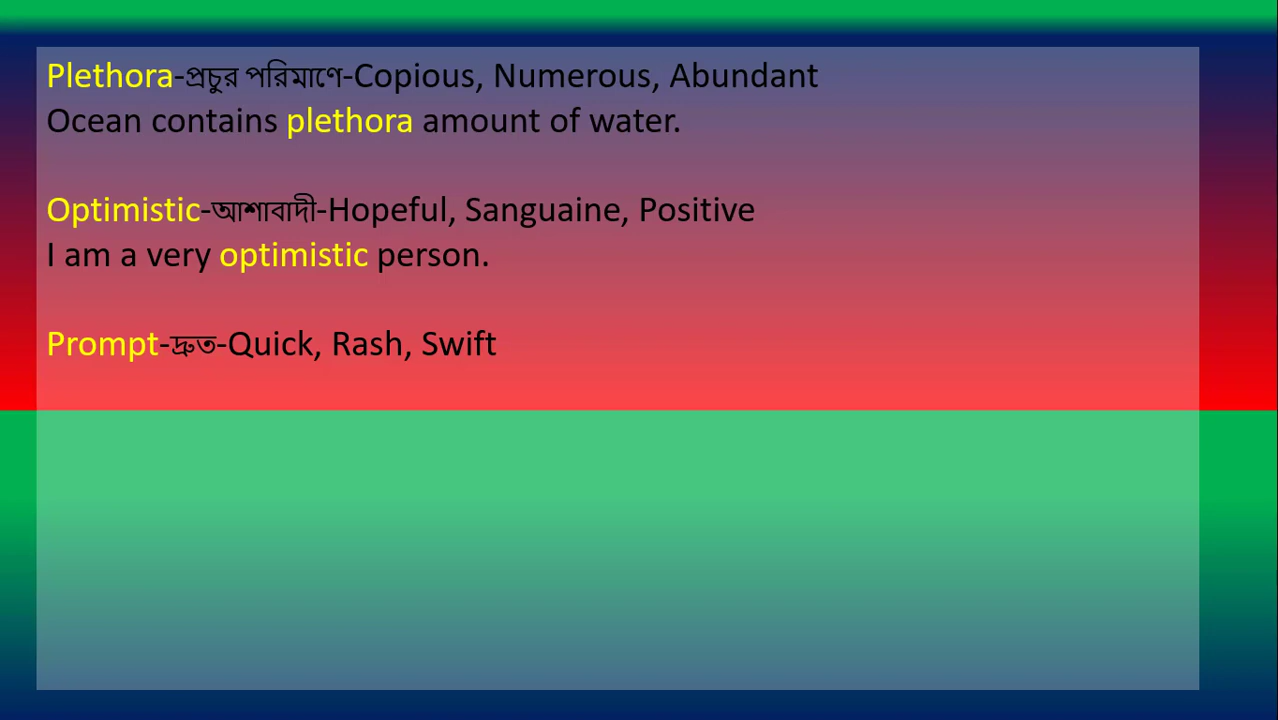 Plethora-প্রচুর পরিমাণে-Copious, Numerous, Abundant
Ocean contains plethora amount of water.
Optimistic-আশাবাদী-Hopeful, Sanguaine, Positive
I am a very optimistic person.
Prompt-দ্রুত-Quick, Rash, Swift